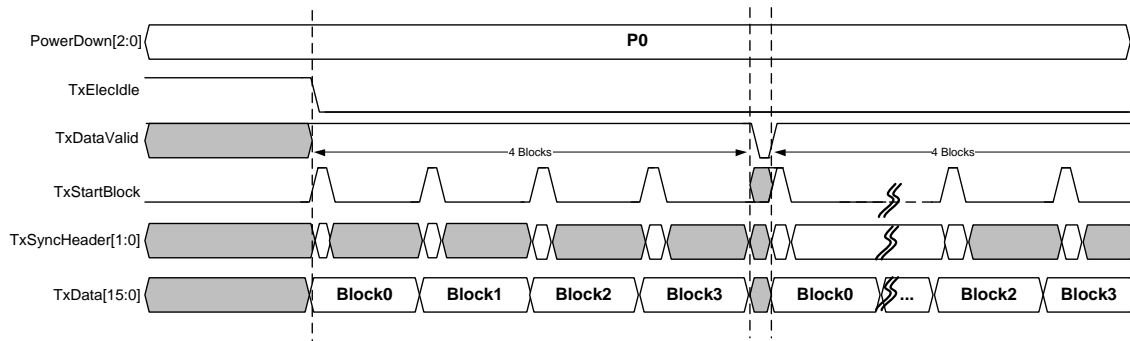 PowerDown[2:0]
P0
TxElecIdle
TxDataValid
4 Blocks
4 Blocks
TxStartBlock
TxSyncHeader[1:0]
TxData[15:0]
Block0
Block1
Block2
Block3
Block0
...
Block2
Block3